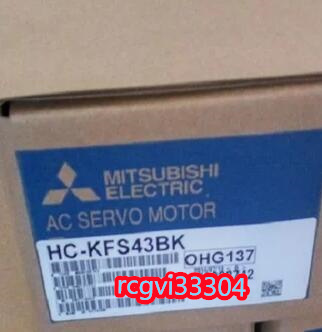 MITSUBISHI
ELECTRIC
AC SERVO MOTOR
HC-KFS43BK
OHG137
rcgvi33304